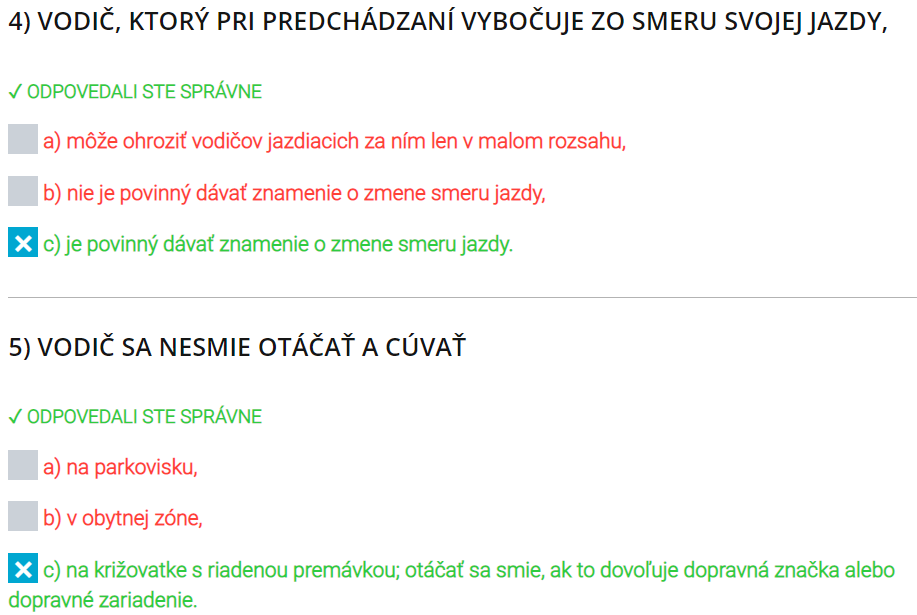 4) VODIČ, KTORÝ PRI PREDCHÁDZANÍ VYBOČUJE ZO SMERU SVOJEJ JAZDY,
✓ ODPOVEDALI STE SPRÁVNE
a) môže ohroziť vodičov jazdiacich za ním len v malom rozsahu,
b) nie je povinný dávať znamenie o zmene smeru jazdy,
c) je povinný dávať znamenie o zmene smeru jazdy.
5) VODIČ SA NESMIE OTÁČAŤ A CÚVAŤ
✓ ODPOVEDALI STE SPRÁVNE
a) na parkovisku,
b) v obytnej zóne,
c) na križovatke s riadenou premávkou; otáčať sa smie, ak to dovoľuje dopravná značka alebo
dopravné zariadenie.